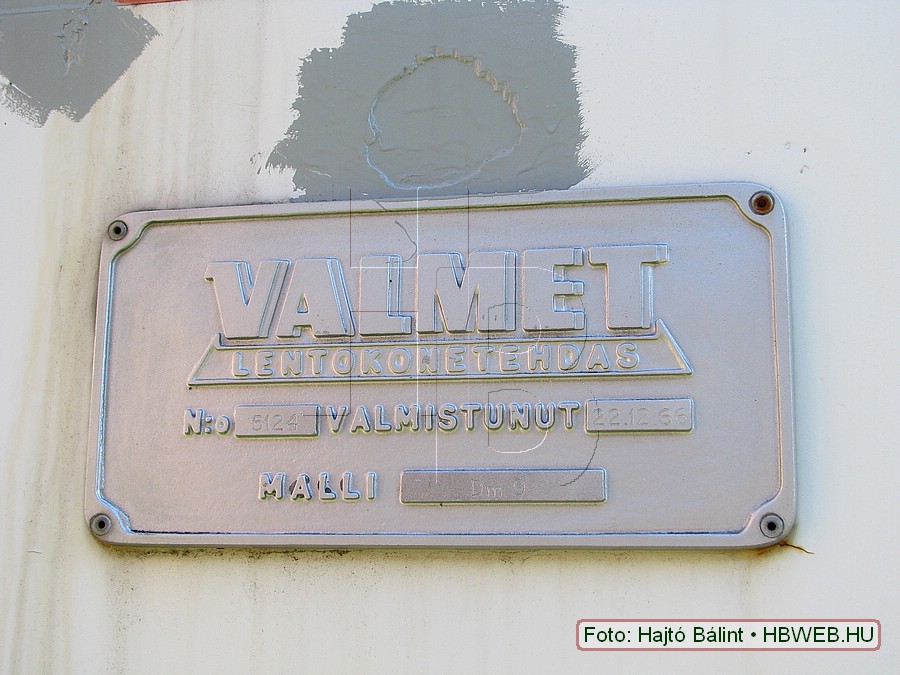 VALMET
LENTOKONETEHDAS
N:o 5124 VALMISTUNUT 22.12.66
MALLI Dm 9
Foto: Hajtó Bálint • HBWEB.HU